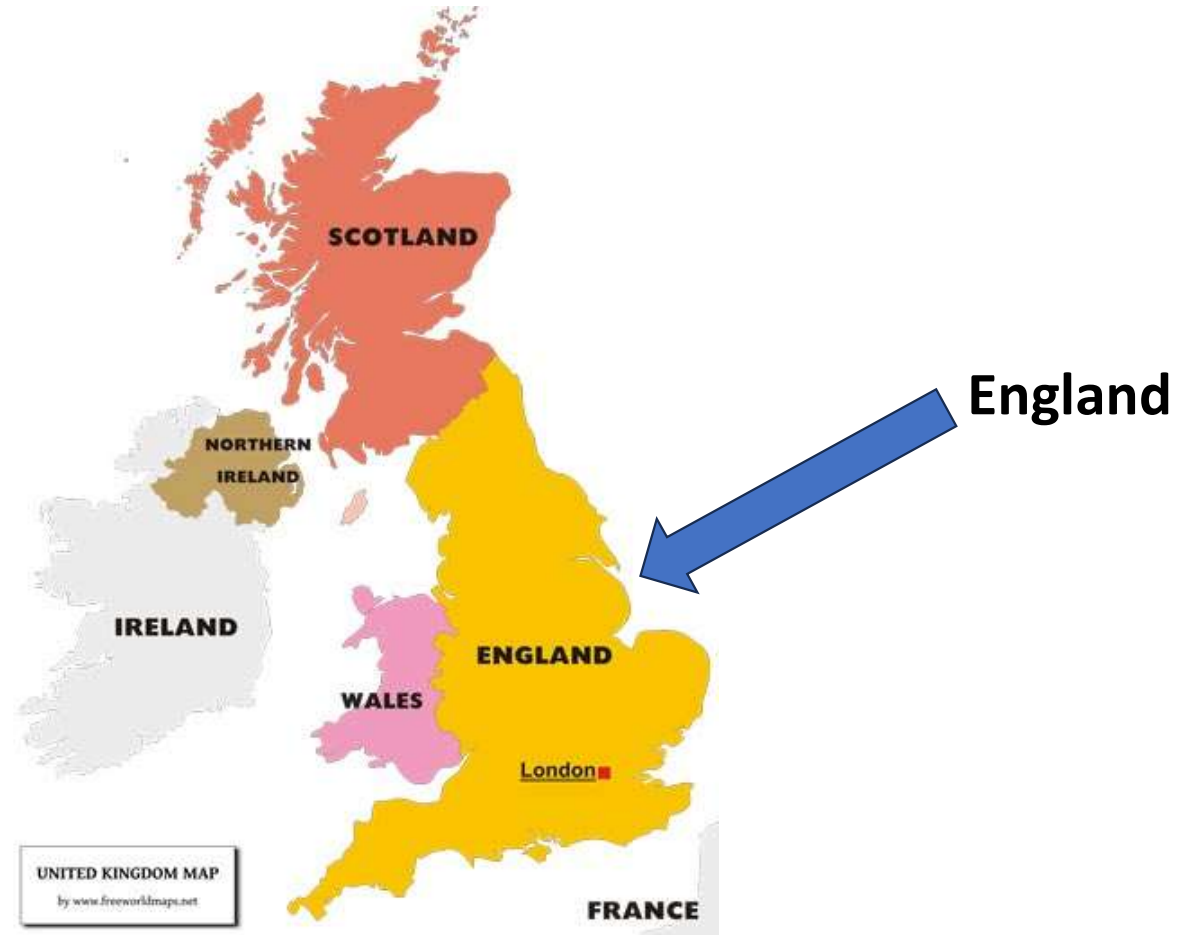 SCOTLAND
England
NORTHERN
IRELAND
IRELAND
ENGLAND
WALES
London
UNITED KINGDOM MAP
by www.freeworldmaps.net
FRANCE